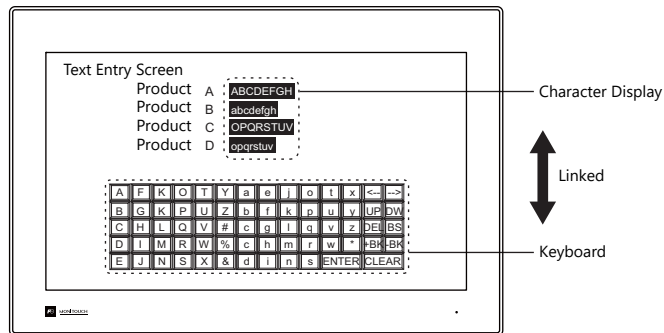 Text Entry Screen
Product A ABCDEFGH
Character Display
Product B abcdefgh
Product C OPQRSTUV
Product D opqrstuv
Linked
A F K O T Y a e j o t x <-- -->
B G K P U Z b f k p u y UP DW
C H L Q V # c g l q v z DEL BS
D I M R W % c h m r w * +BK -BK
Keyboard
E J N S X & d i n s ENTER CLEAR
MONITOUCH